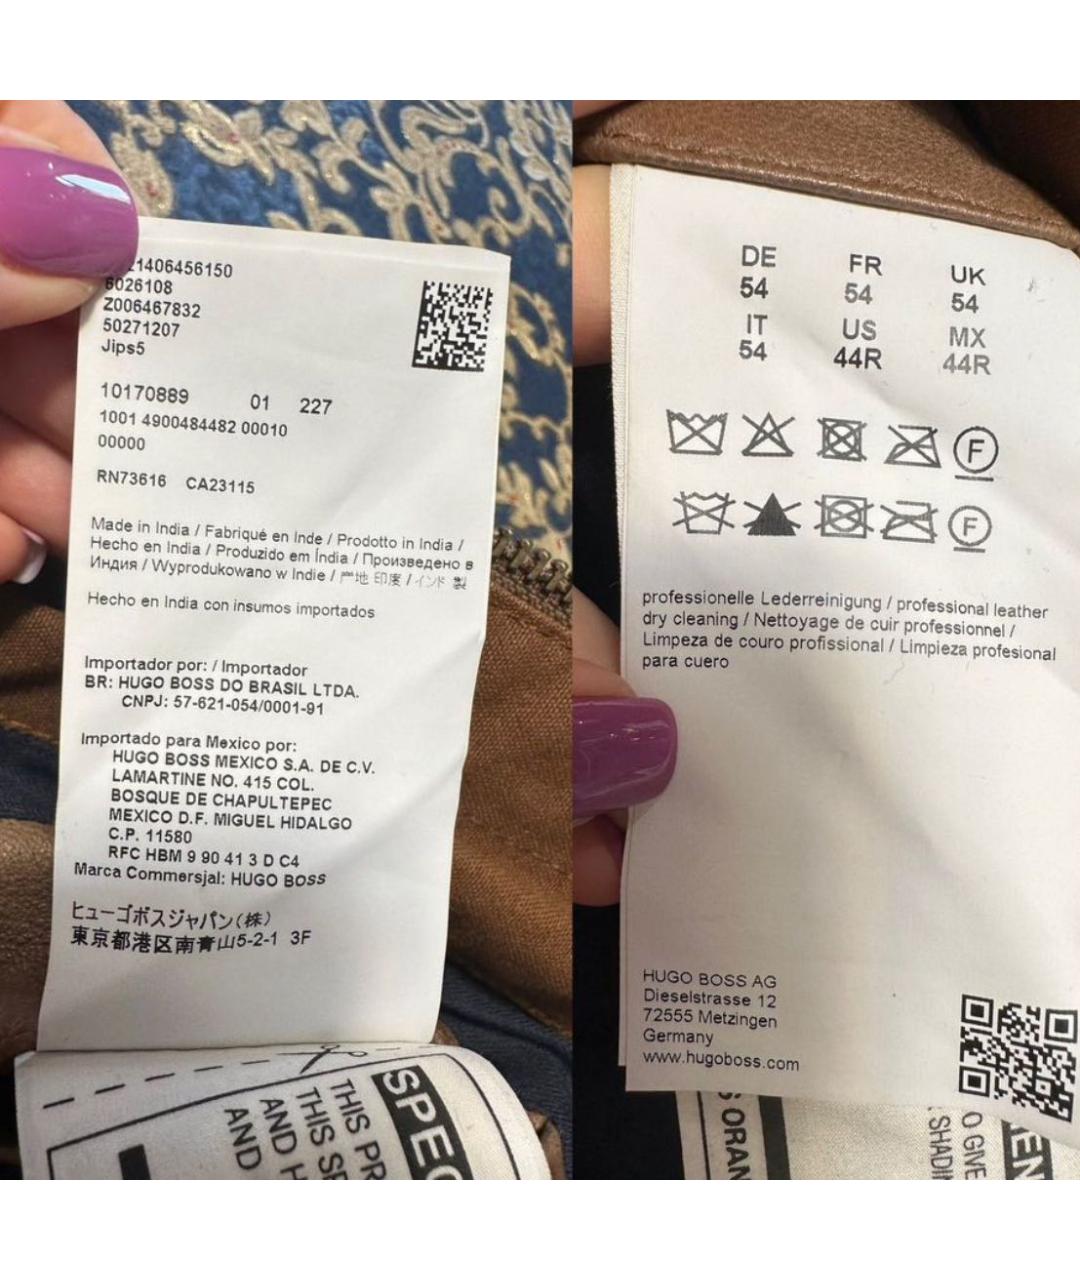 1406456150
6026108
Z006467832
50271207
Jips5
10170889 01 227
1001 4900484482 00010
00000
RN73616 CA23115
Made in India / Fabriqué en Inde / Prodotto in India /
Hecho en India / Produzido em Índia / Произведено в
Индия / Wyprodukowano w Indie / 产地 印度 / インド 製
Hecho en India con insumos importados
Importador por: / Importador
BR: HUGO BOSS DO BRASIL LTDA.
CNPJ: 57-621-054/0001-91
Importado para Mexico por:
HUGO BOSS MEXICO S.A. DE C.V.
LAMARTINE NO. 415 COL.
BOSQUE DE CHAPULTEPEC
MEXICO D.F. MIGUEL HIDALGO
C.P. 11580
RFC HBM 9 90 41 3 D C4
Marca Commersjal: HUGO BOSS
ヒューゴボスジャパン(株)
東京都港区南青山5-2-1 3F
SPEC
THIS PR
THIS SP
AND H
AND
DE FR UK
54 54 54
IT US MX
54 44R 44R
F
F
professionelle Lederreinigung / professional leather
dry cleaning / Nettoyage de cuir professionnel /
Limpeza de couro profissional / Limpieza profesional
para cuero
HUGO BOSS AG
Dieselstrasse 12
72555 Metzingen
Germany
www.hugoboss.com
EN
O GIVE
SHADI
S ORAN